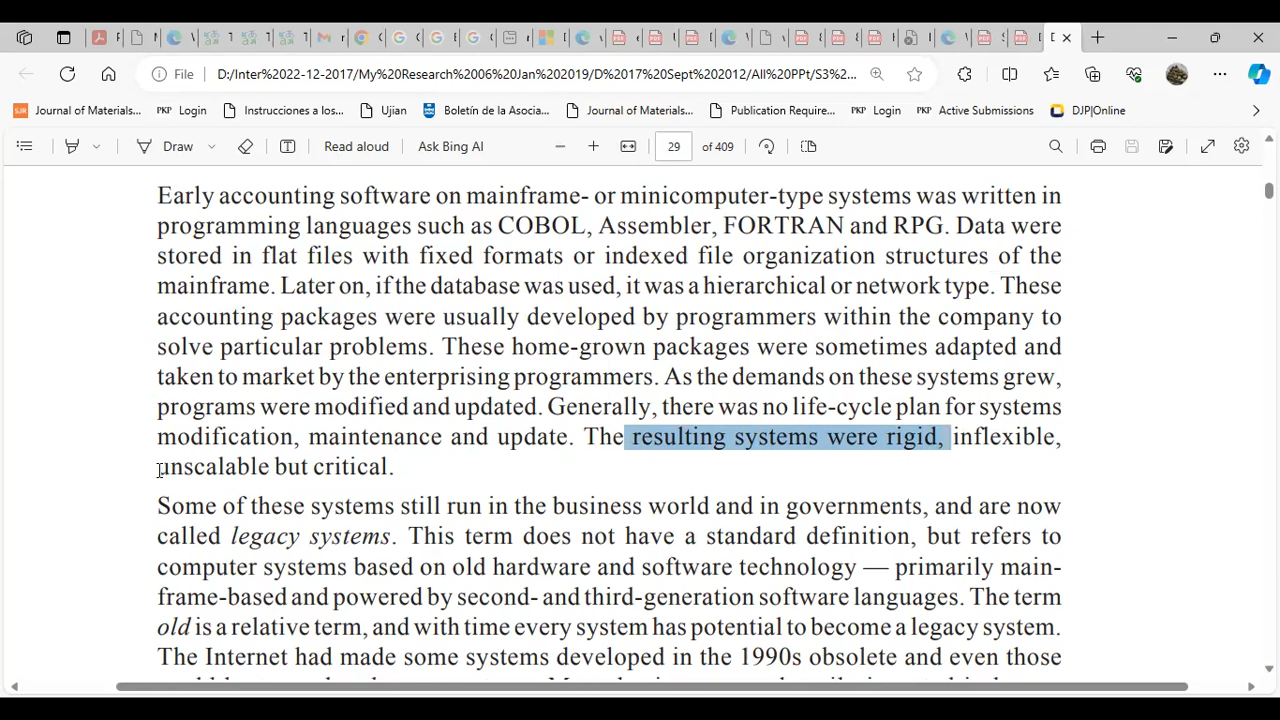 File D:/Inter%2022-12-2017/My%20Research%2006%20Jan%202019/D%2017%20Sept%202012/All%20PPt/S3%2...
Journal of Materials... Login Instrucciones a los... Ujian Boletín de la Asocia... Journal of Materials... Publication Require... Login Active Submissions DJP|Online
Draw Read aloud Ask Bing AI 29 of 409
Early accounting software on mainframe- or minicomputer-type systems was written in
programming languages such as COBOL, Assembler, FORTRAN and RPG. Data were
stored in flat files with fixed formats or indexed file organization structures of the
mainframe. Later on, if the database was used, it was a hierarchical or network type. These
accounting packages were usually developed by programmers within the company to
solve particular problems. These home-grown packages were sometimes adapted and
taken to market by the enterprising programmers. As the demands on these systems grew,
programs were modified and updated. Generally, there was no life-cycle plan for systems
modification, maintenance and update. The resulting systems were rigid, inflexible,
unscalable but critical.
Some of these systems still run in the business world and in governments, and are now
called legacy systems. This term does not have a standard definition, but refers to
computer systems based on old hardware and software technology — primarily main-
frame-based and powered by second- and third-generation software languages. The term
old is a relative term, and with time every system has potential to become a legacy system.
The Internet had made some systems developed in the 1990s obsolete and even those